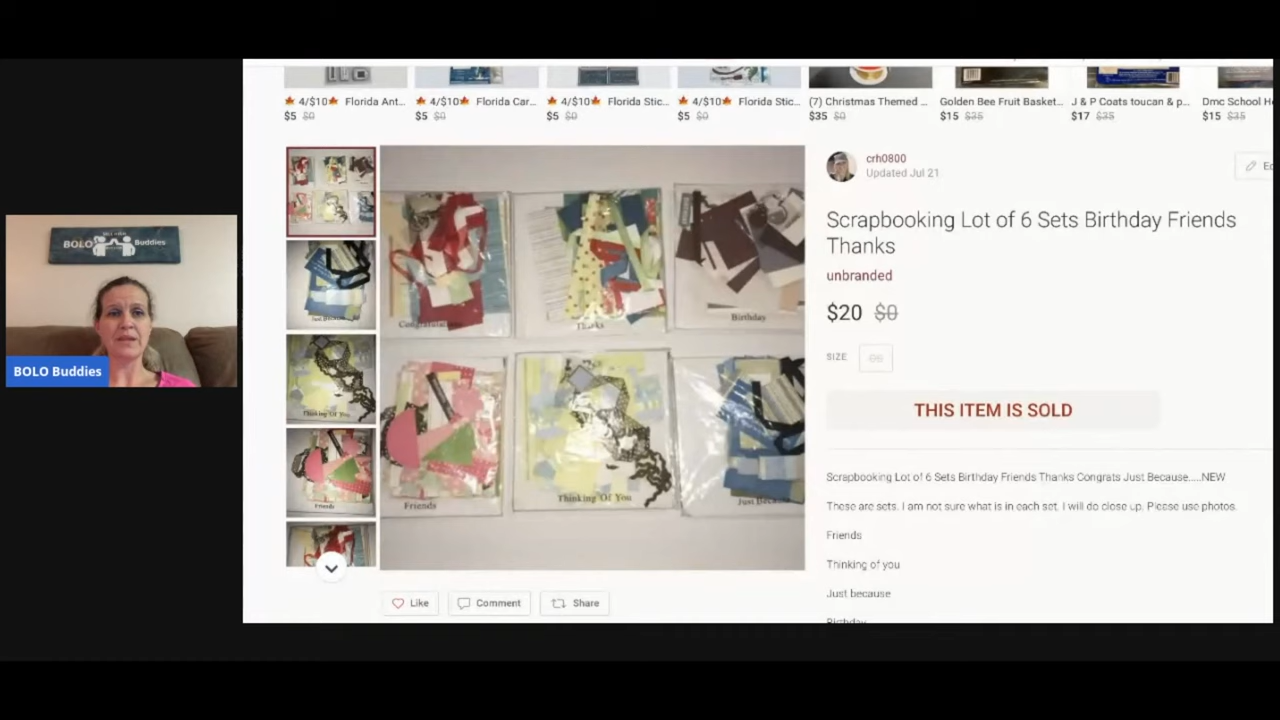 4/$10 Florida Ant...
4/$10 Florida Car...
4/$10 Florida Stic...
4/$10 Florida Stic...
(7) Christmas Themed ...
Golden Bee Fruit Basket...
J & P Coats toucan & p...
Dmc School
$5 $0
$5 $0
$5 $0
$5 $0
$35 $0
$15 $35
$17 $35
$15 $35
crh0800
Updated Jul 21
Scrapbooking Lot of 6 Sets Birthday Friends
Thanks
unbranded
$20 $0
SIZE OS
THIS ITEM IS SOLD
Scrapbooking Lot of 6 Sets Birthday Friends Thanks Congrats Just Because.....NEW
These are sets. I am not sure what is in each set. I will do close up. Please use photos.
Friends
Thinking of you
Just because
Birthday
Thanks
Birthday
Friends
Thinking Of You
Just
Thinking Of You
Friends
Like
Comment
Share
BOLO Buddies
BOLO Buddies